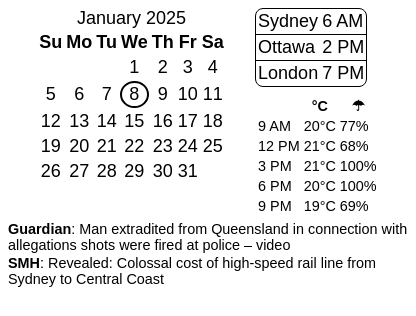 January 2025
Su Mo Tu We Th Fr Sa
1 2 3 4
5 6 7 8 9 10 11
12 13 14 15 16 17 18
19 20 21 22 23 24 25
26 27 28 29 30 31
Sydney 6 AM
Ottawa 2 PM
London 7 PM
°C ☂
9 AM 20°C 77%
12 PM 21°C 68%
3 PM 21°C 100%
6 PM 20°C 100%
9 PM 19°C 69%
Guardian: Man extradited from Queensland in connection with
allegations shots were fired at police – video
SMH: Revealed: Colossal cost of high-speed rail line from
Sydney to Central Coast